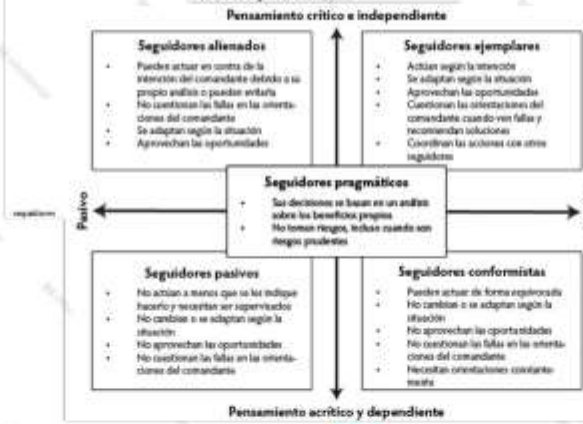 Pensamiento crítico e independiente
Seguidores alienados
• Pueden actuar en contra de la
intención del comandante debido a su
propio análisis o pueden evitarla
• No cuestionan las fallas en las orienta-
ciones del comandante
• Se adaptan según la situación
• Aprovechan las oportunidades
Seguidores ejemplares
• Actúan según la intención
• Se adaptan según la situación
• Aprovechan las oportunidades
• Cuestionan las orientaciones del
comandante cuando ven fallas y
recomiendan soluciones
• Coordinan las acciones con otros
seguidores
Pasivo
Seguidores pragmáticos
• Sus decisiones se basan en un análisis
sobre los beneficios propios
• No toman riesgos, incluso cuando son
riesgos prudentes
Seguidores pasivos
• No actúan a menos que se les indique
hacerlo y necesitan ser supervisados
• No cambian o se adaptan según la
situación
• No aprovechan las oportunidades
• No cuestionan las fallas en las orienta-
ciones del comandante
Seguidores conformistas
• Pueden actuar de forma equivocada
• No cambian o se adaptan según la
situación
• No aprovechan las oportunidades
• No cuestionan las fallas en las orienta-
ciones del comandante
• Necesitan orientaciones constante-
mente
Pensamiento acrítico y dependiente